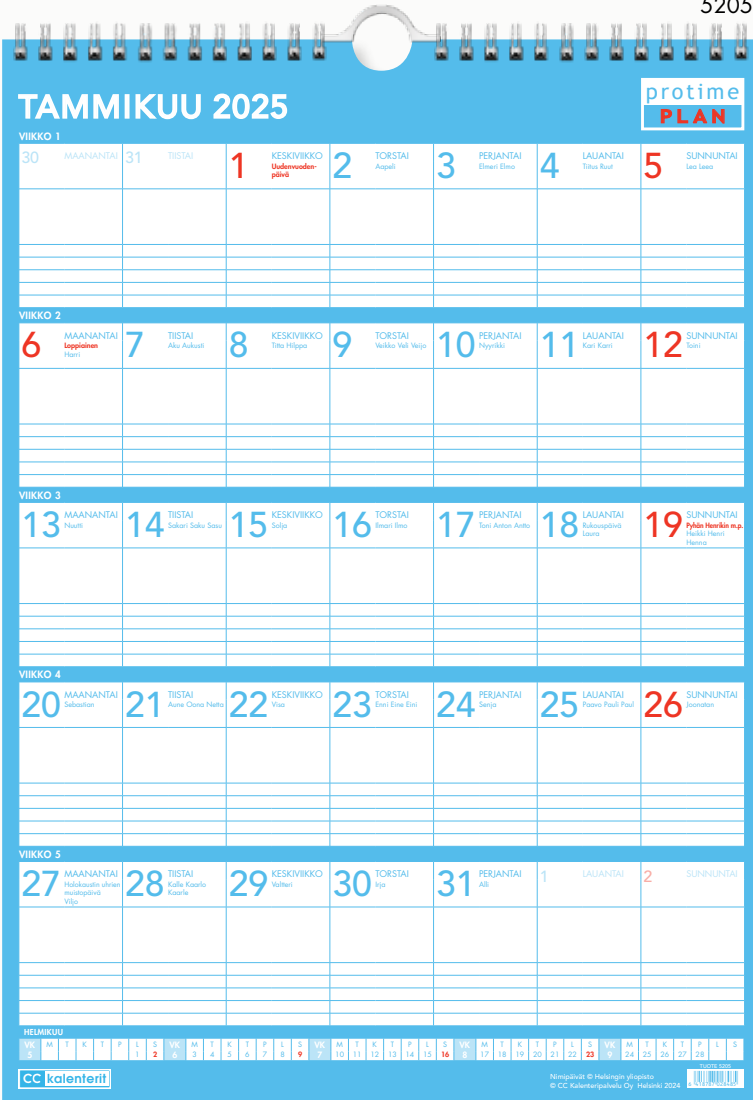 5205
TAMMIKUU 2025
protime
PLAN
VIIKKO 1
30 MAANANTAI
31 TIISTAI
1 KESKIVIIKKO
Uudenvuoden-
päivä
2 TORSTAI
Aapeli
3 PERJANTAI
Elmeri Elmo
4 LAUANTAI
Titus Ruut
5 SUNNUNTAI
Lea Leea
VIIKKO 2
6 MAANANTAI
Loppiainen
Harri
7 TIISTAI
Aku Aukusti
8 KESKIVIIKKO
Titta Hilppa
9 TORSTAI
Veikko Veli Veijo
10 PERJANTAI
Nyyrikki
11 LAUANTAI
Kari Karri
12 SUNNUNTAI
Toini
VIIKKO 3
13 MAANANTAI
Nuutti
14 TIISTAI
Sakari Saku Sasu
15 KESKIVIIKKO
Solja
16 TORSTAI
Ilmari Ilmo
17 PERJANTAI
Toni Anton Antto
18 LAUANTAI
Rukouspäivä
Laura
19 SUNNUNTAI
Pyhän Henrikin m.p.
Heikki Henri
Henna
VIIKKO 4
20 MAANANTAI
Sebastian
21 TIISTAI
Aune Oona Netta
22 KESKIVIIKKO
Visa
23 TORSTAI
Enni Eine Eini
24 PERJANTAI
Senja
25 LAUANTAI
Paavo Pauli Paul
26 SUNNUNTAI
Joonatan
VIIKKO 5
27 MAANANTAI
Holokaustin uhrien
muistopäivä
Viljo
28 TIISTAI
Kalle Kaarlo
Kaarle
29 KESKIVIIKKO
Valtteri
30 TORSTAI
Irja
31 PERJANTAI
Alli
1 LAUANTAI
2 SUNNUNTAI
HELMIKUU
VK M T K T P L S VK M T K T P L S VK M T K T P L S VK M T K T P L S VK M T K T P L S
5 1 2 6 3 4 5 6 7 8 9 7 10 11 12 13 14 15 16 8 17 18 19 20 21 22 23 9 24 25 26 27 28
CC kalenterit
Nimipäivät © Helsingin yliopisto
© CC Kalenteripalvelu Oy Helsinki 2024
TUOTE 5205